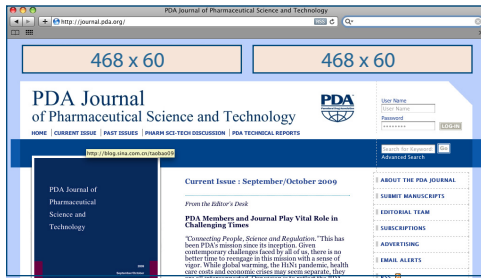 PDA Journal of Pharmaceutical Science and Technology
http://journal.pda.org/
468 x 60
468 x 60
PDA Journal
of Pharmaceutical Science and Technology
PDA
HOME | CURRENT ISSUE | PAST ISSUES | PHARM SCI-TECH DISCUSSION | PDA TECHNICAL REPORTS
User Name
User Name
Password
LOG-IN
http://blog.sina.com.cn/taobao09
Search for Keyword
Go
Advanced Search
PDA Journal of
Pharmaceutical
Science and
Technology
2009
September/October
Current Issue : September/October 2009
From the Editor's Desk
PDA Members and Journal Play Vital Role in
Challenging Times
"Connecting People, Science and Regulation." This has
been PDA's mission since its inception. Given
contemporary challenges faced by all of us, there is no
better time to reengage in this mission with a sense of
vigor. While global warming, the H1N1 pandemic, health
care costs and economic crises may seem separate, they
ABOUT THE PDA JOURNAL
SUBMIT MANUSCRIPTS
EDITORIAL TEAM
SUBSCRIPTIONS
ADVERTISING
EMAIL ALERTS